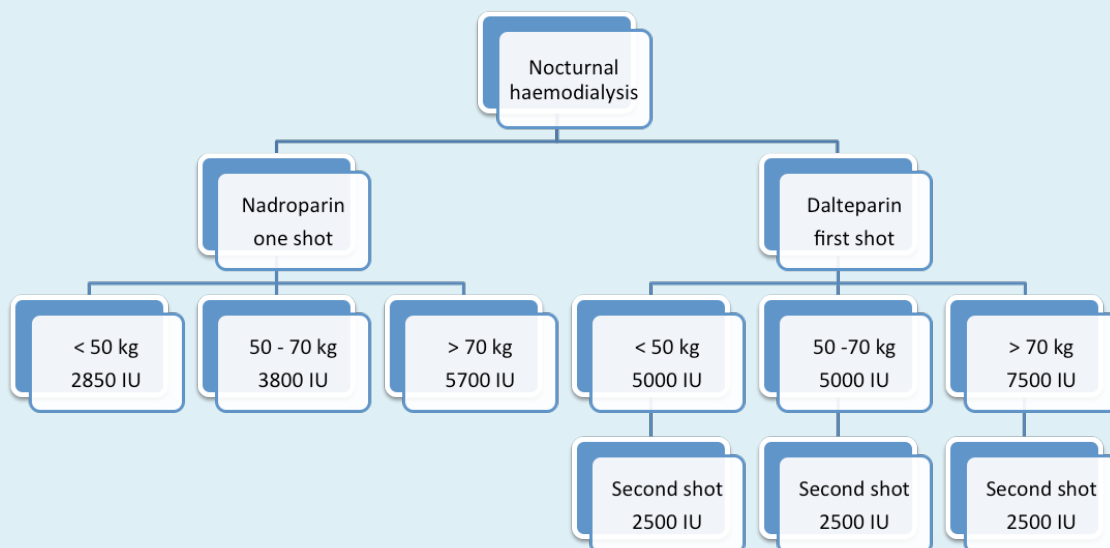 Nocturnal
haemodialysis
Nadroparin
one shot
Dalteparin
first shot
< 50 kg
2850 IU
50 - 70 kg
3800 IU
> 70 kg
5700 IU
< 50 kg
5000 IU
50 -70 kg
5000 IU
> 70 kg
7500 IU
Second shot
2500 IU
Second shot
2500 IU
Second shot
2500 IU